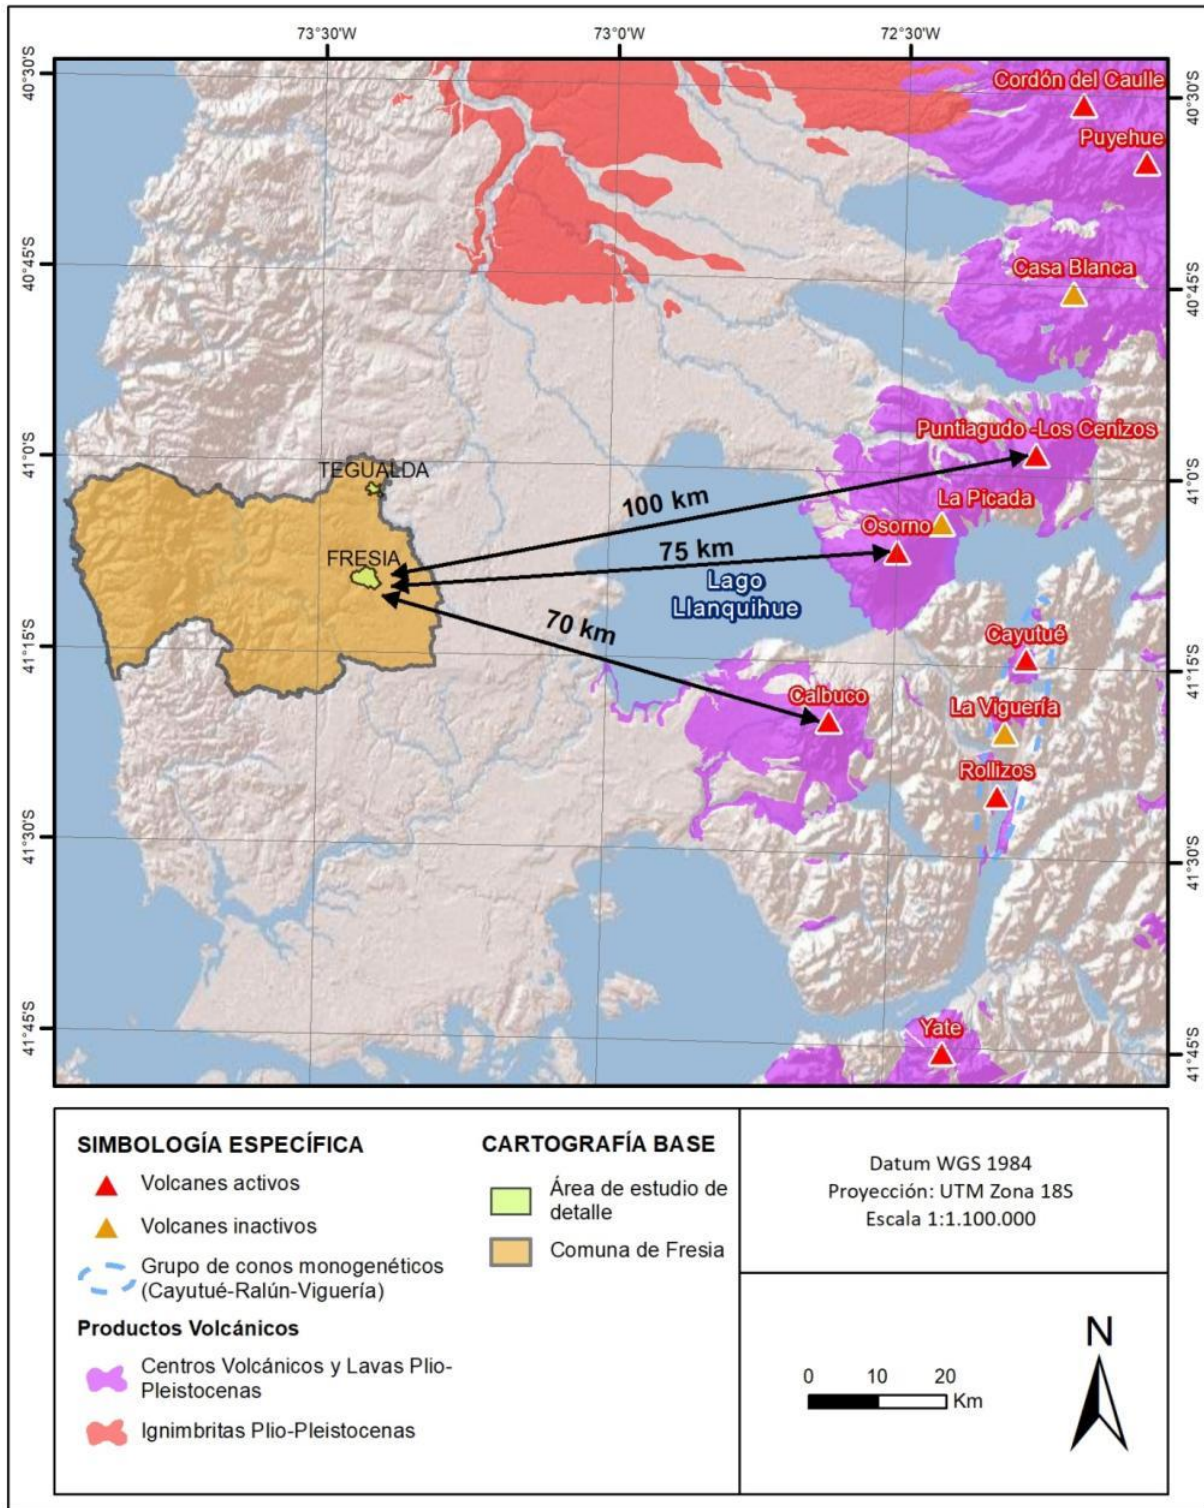 73°30'W
73°0'W
72°30'W
40°30'S
40°30'S
Cordón del Caulle
Puyehue
40°45'S
40°45'S
Casa Blanca
41°0'S
41°0'S
Puntiagudo -Los Cenizos
TEGUALDA
100 km
La Picada
Osorno
75 km
FRESIA
Lago
Llanquihue
70 km
41°15'S
41°15'S
Cayutué
Calbuco
La Viguería
Rollizos
41°30'S
41°30'S
41°45'S
41°45'S
Yate
SIMBOLOGÍA ESPECÍFICA
Volcanes activos
Volcanes inactivos
Grupo de conos monogenéticos
(Cayutué-Ralún-Viguería)
Productos Volcánicos
Centros Volcánicos y Lavas Plio-
Pleistocenas
Ignimbritas Plio-Pleistocenas
CARTOGRAFÍA BASE
Área de estudio de
detalle
Comuna de Fresia
Datum WGS 1984
Proyección: UTM Zona 18S
Escala 1:1.100.000
N
0 10 20
Km